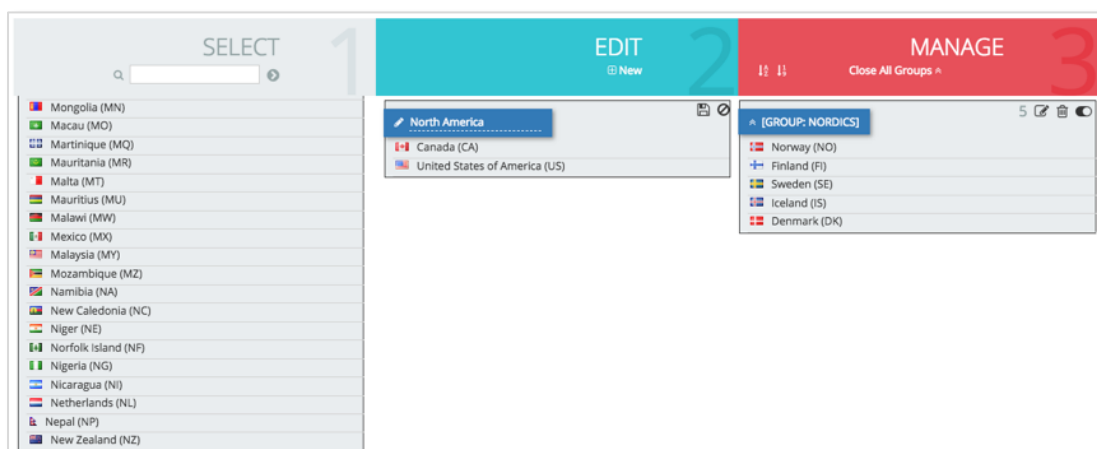 SELECT 1
EDIT 2
New
MANAGE 3
Close All Groups
Mongolia (MN)
Macau (MO)
Martinique (MQ)
Mauritania (MR)
Malta (MT)
Mauritius (MU)
Malawi (MW)
Mexico (MX)
Malaysia (MY)
Mozambique (MZ)
Namibia (NA)
New Caledonia (NC)
Niger (NE)
Norfolk Island (NF)
Nigeria (NG)
Nicaragua (NI)
Netherlands (NL)
Nepal (NP)
New Zealand (NZ)
North America
Canada (CA)
United States of America (US)
[GROUP: NORDICS] 5
Norway (NO)
Finland (FI)
Sweden (SE)
Iceland (IS)
Denmark (DK)